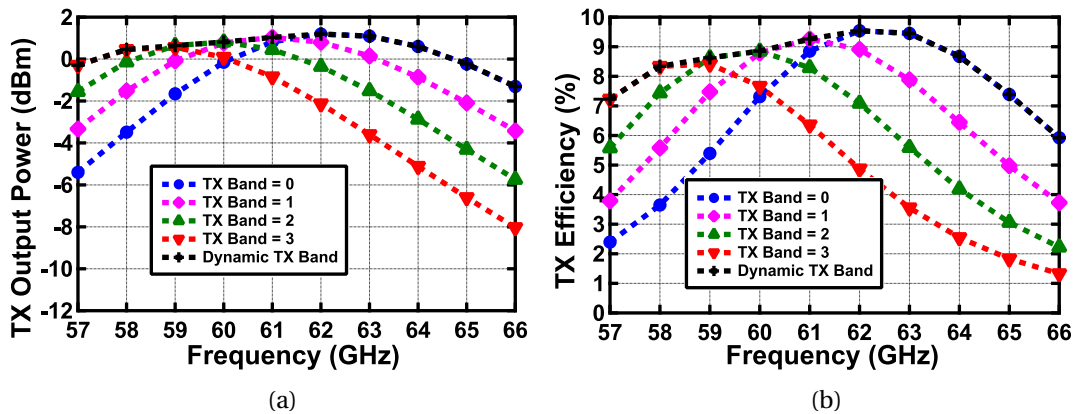 TX Output Power (dBm)
2
0
-2
-4
-6
-8
-10
-12
57 58 59 60 61 62 63 64 65 66
Frequency (GHz)
TX Band = 0
TX Band = 1
TX Band = 2
TX Band = 3
Dynamic TX Band
(a)
TX Efficiency (%)
10
9
8
7
6
5
4
3
2
1
0
57 58 59 60 61 62 63 64 65 66
Frequency (GHz)
TX Band = 0
TX Band = 1
TX Band = 2
TX Band = 3
Dynamic TX Band
(b)